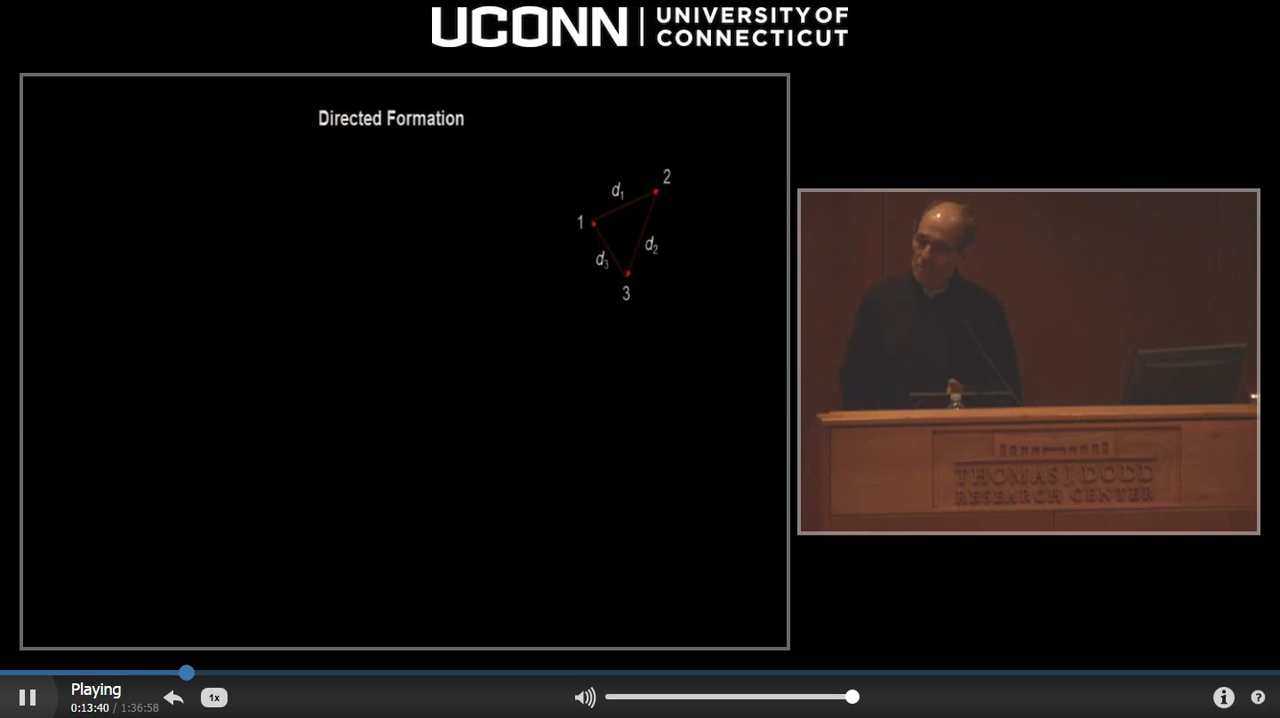 UCONN
UNIVERSITY OF
CONNECTICUT
Directed Formation
2
d1
1
d2
d3
3
THOMAS J DODD
RESEARCH CENTER
Playing
0:13:40 / 1:36:58
1x
i
?